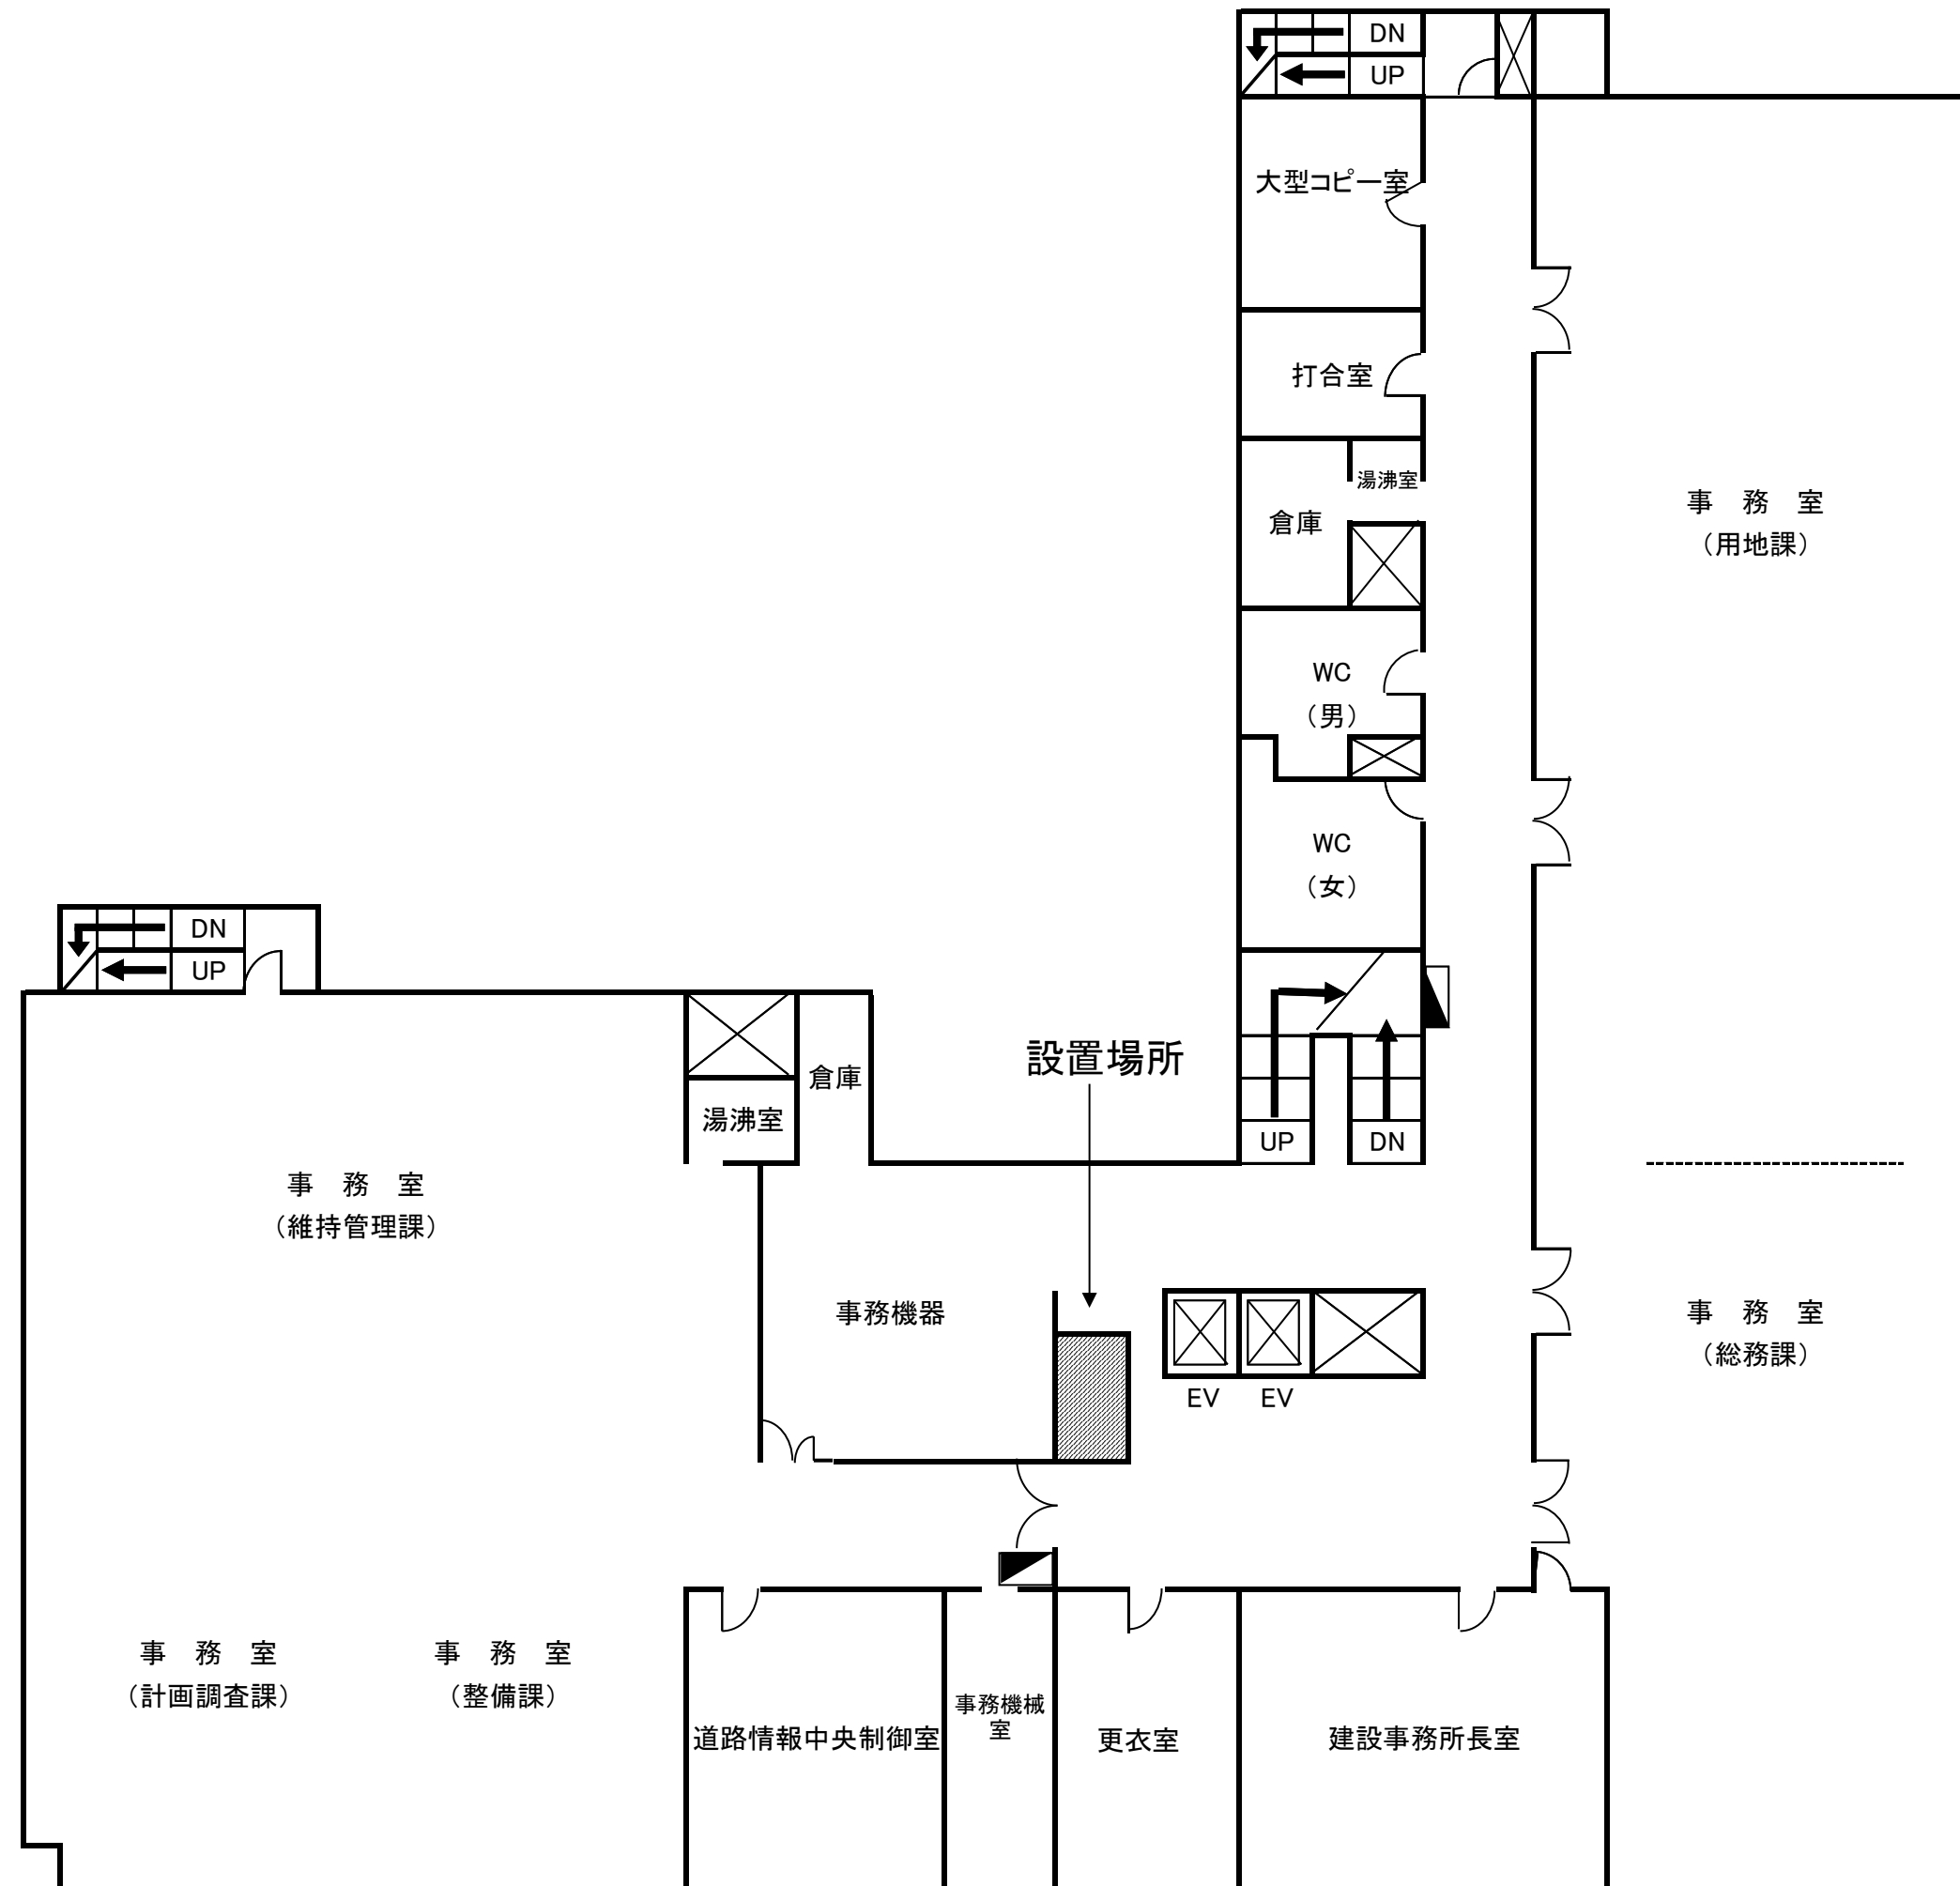 DN
UP
大型コピー室
打合室
湯沸室
倉庫
事　務　室
（用地課）
WC
（男）
WC
（女）
DN
UP
設置場所
倉庫
湯沸室
UP
DN
事　務　室
（維持管理課）
事務機器
事　務　室
（総務課）
EV
EV
事　務　室
（計画調査課）
事　務　室
（整備課）
道路情報中央制御室
事務機械
室
更衣室
建設事務所長室